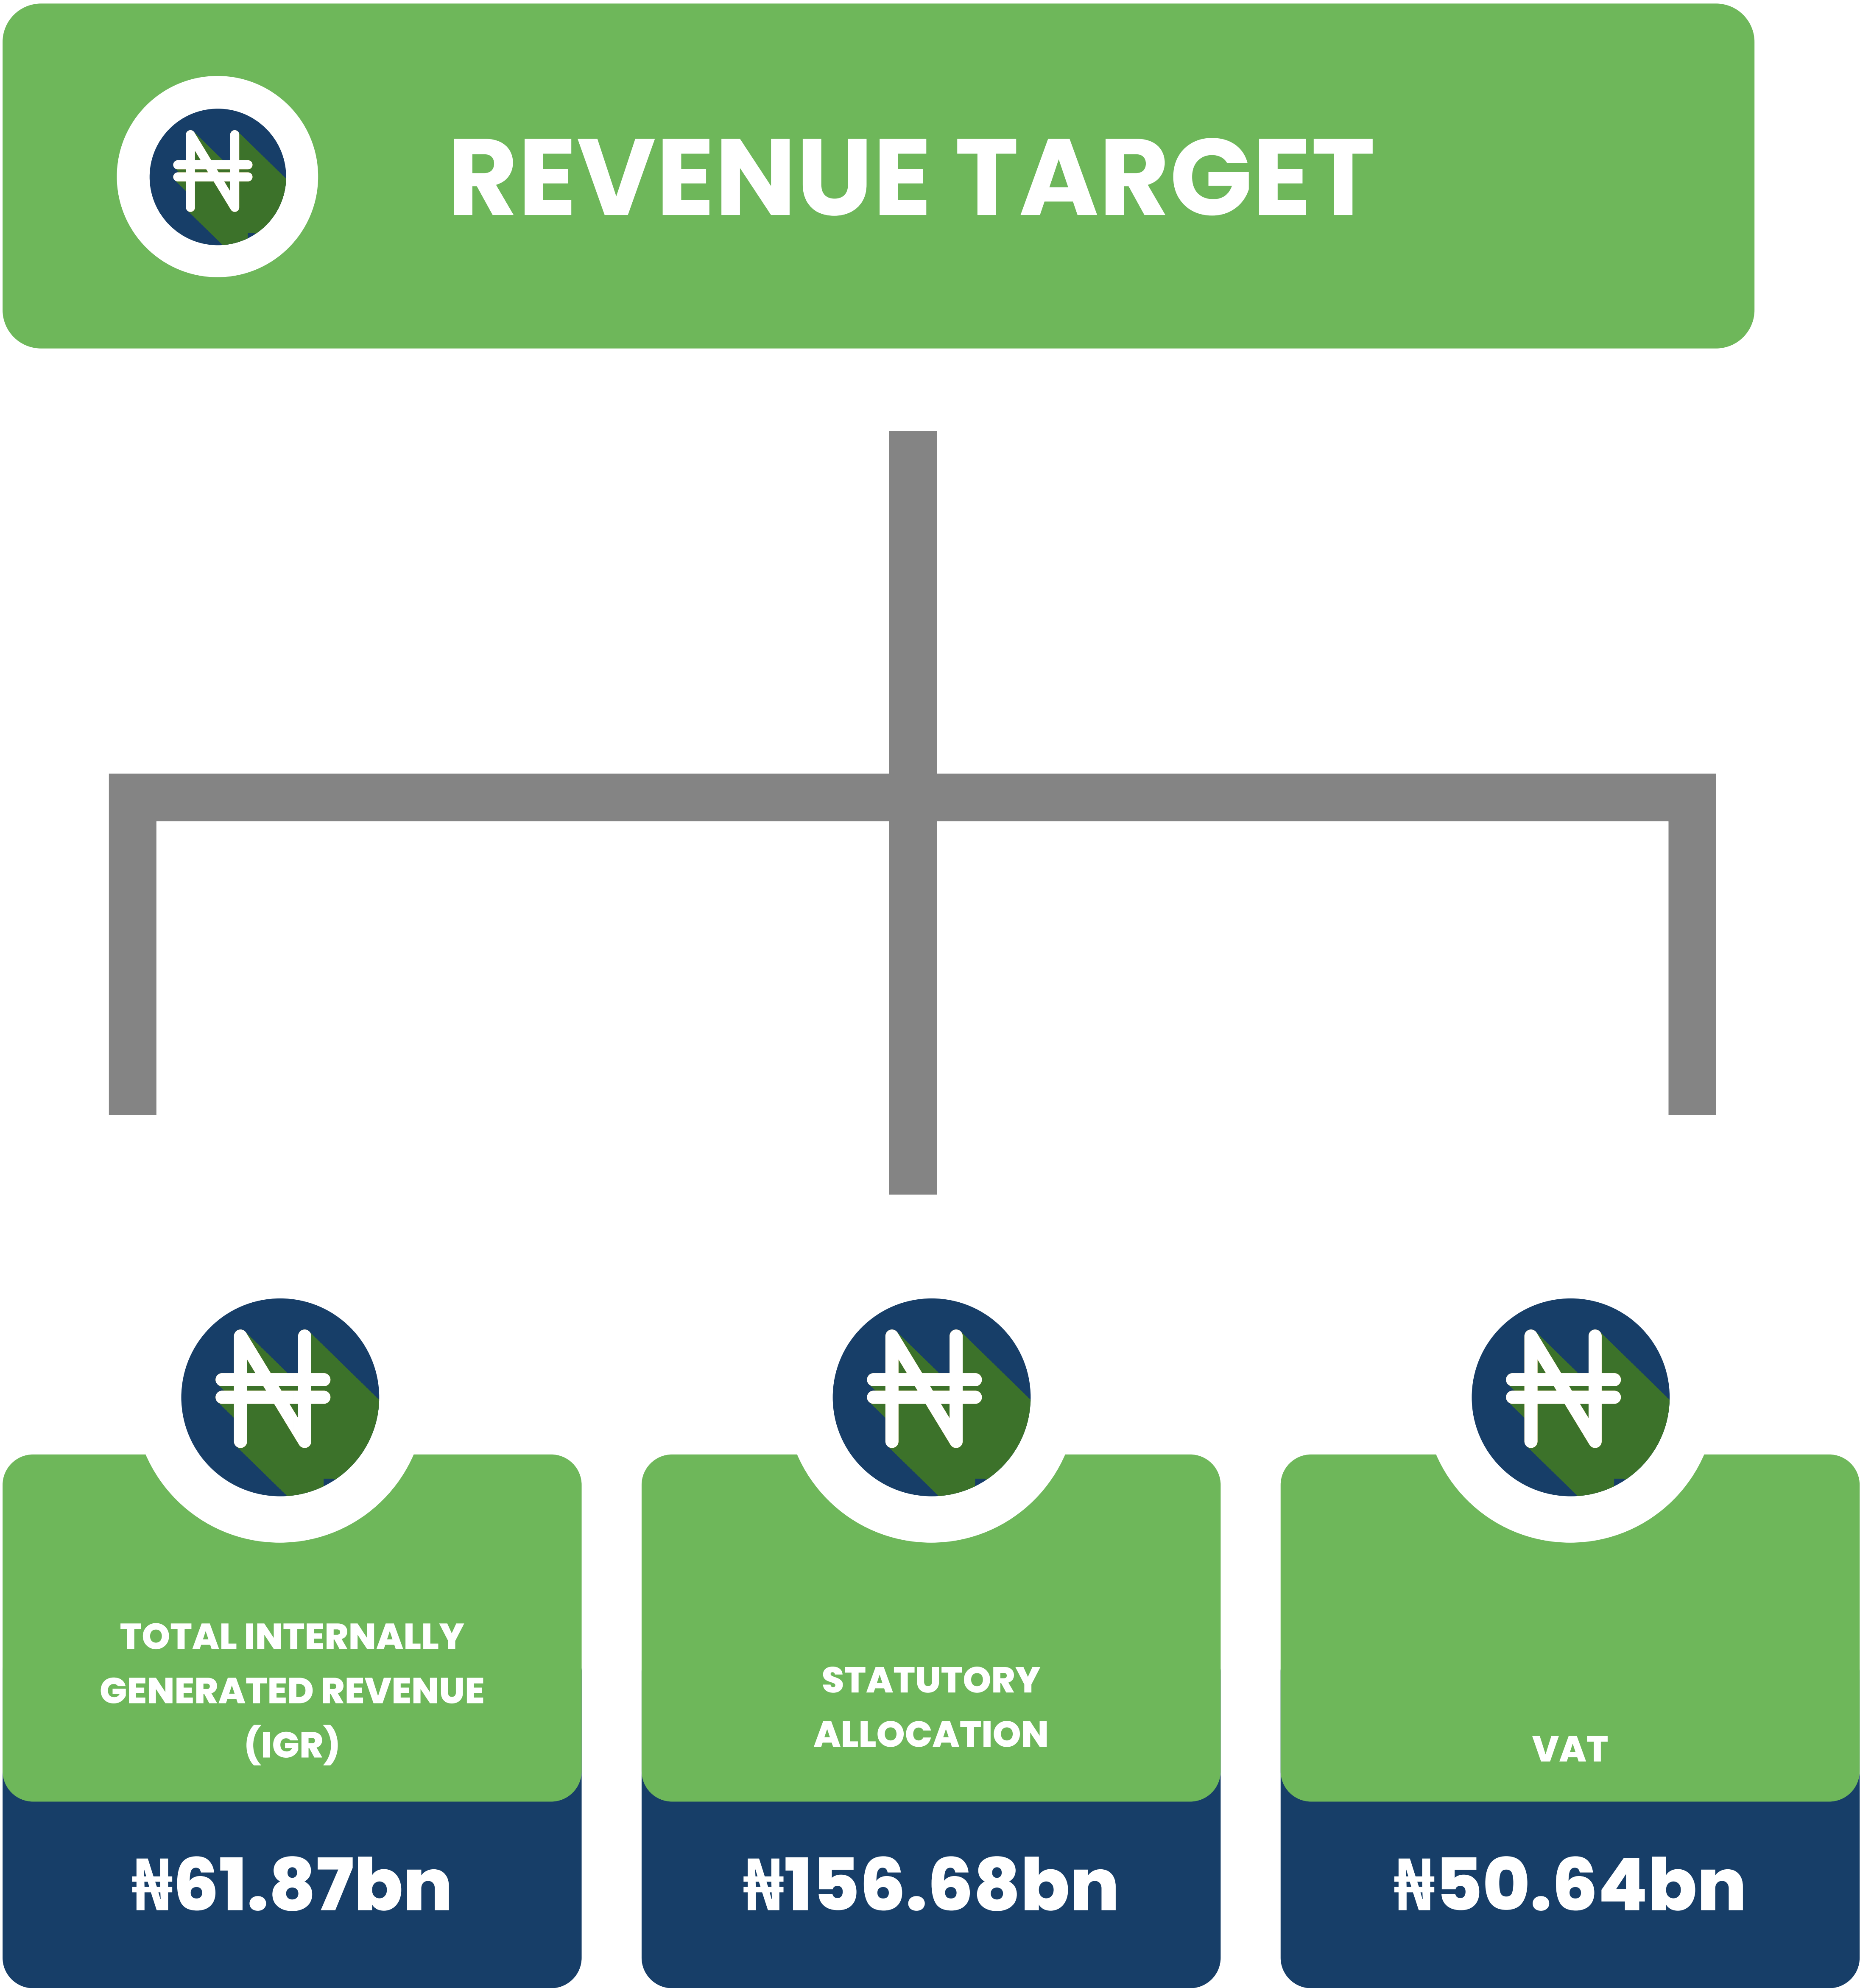 REVENUE TARGET
TOTAL INTERNALLY
GENERATED REVENUE
(IGR)
₦61.87bn
STATUTORY
ALLOCATION
₦156.68bn
VAT
₦50.64bn